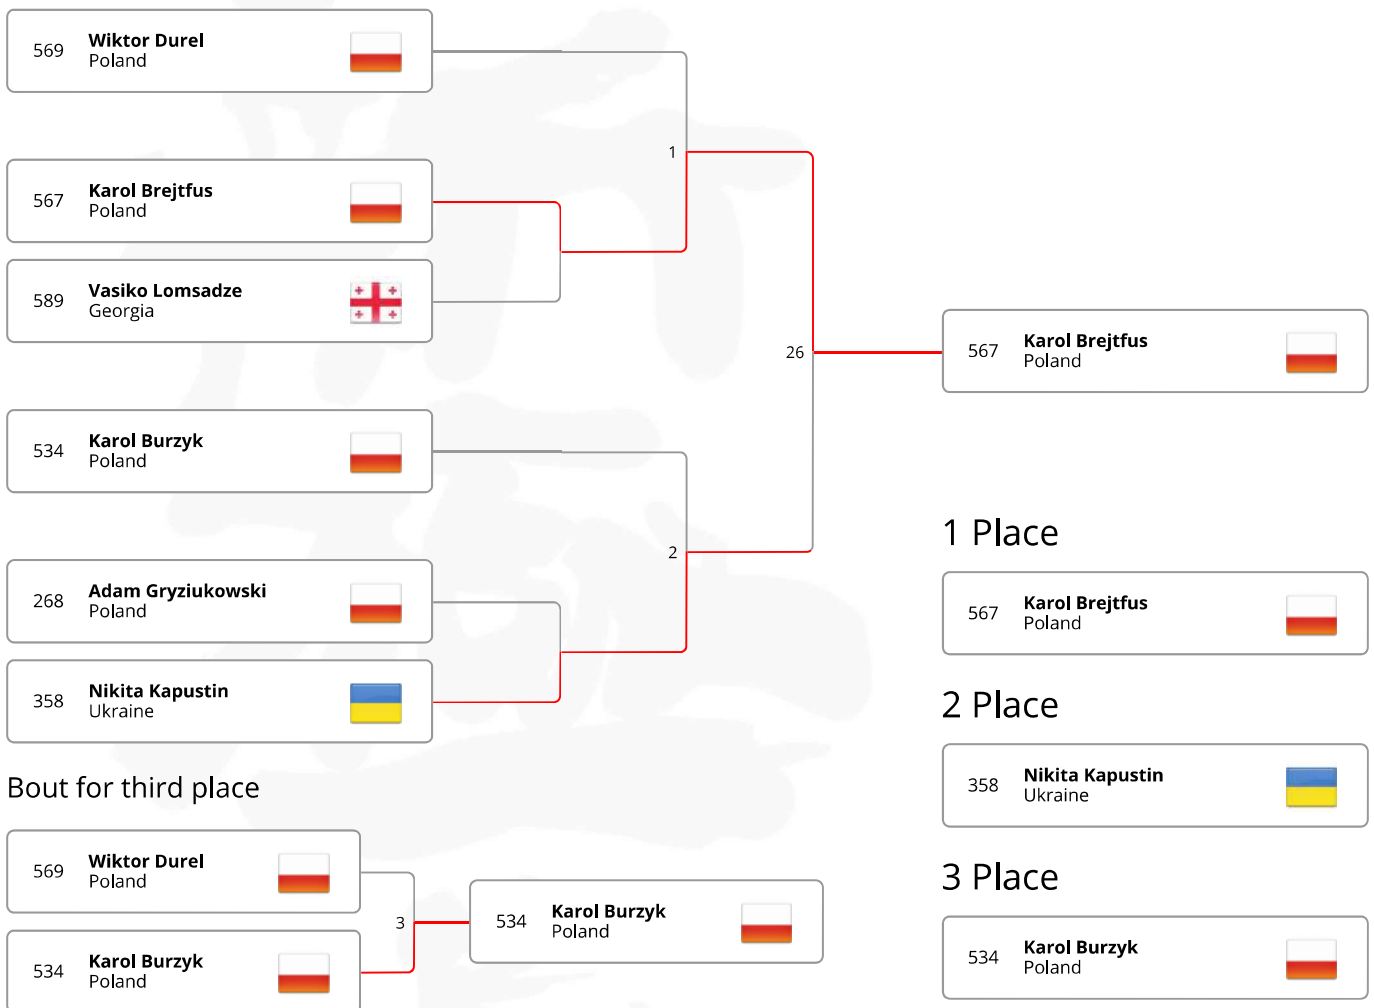 569 Wiktor Durel
Poland
1
567 Karol Brejtfus
Poland
589 Vasiko Lomsadze
Georgia
26
567 Karol Brejtfus
Poland
534 Karol Burzyk
Poland
2
268 Adam Gryziukowski
Poland
358 Nikita Kapustin
Ukraine
1 Place
567 Karol Brejtfus
Poland
2 Place
358 Nikita Kapustin
Ukraine
Bout for third place
569 Wiktor Durel
Poland
534 Karol Burzyk
Poland
3
534 Karol Burzyk
Poland
3 Place
534 Karol Burzyk
Poland